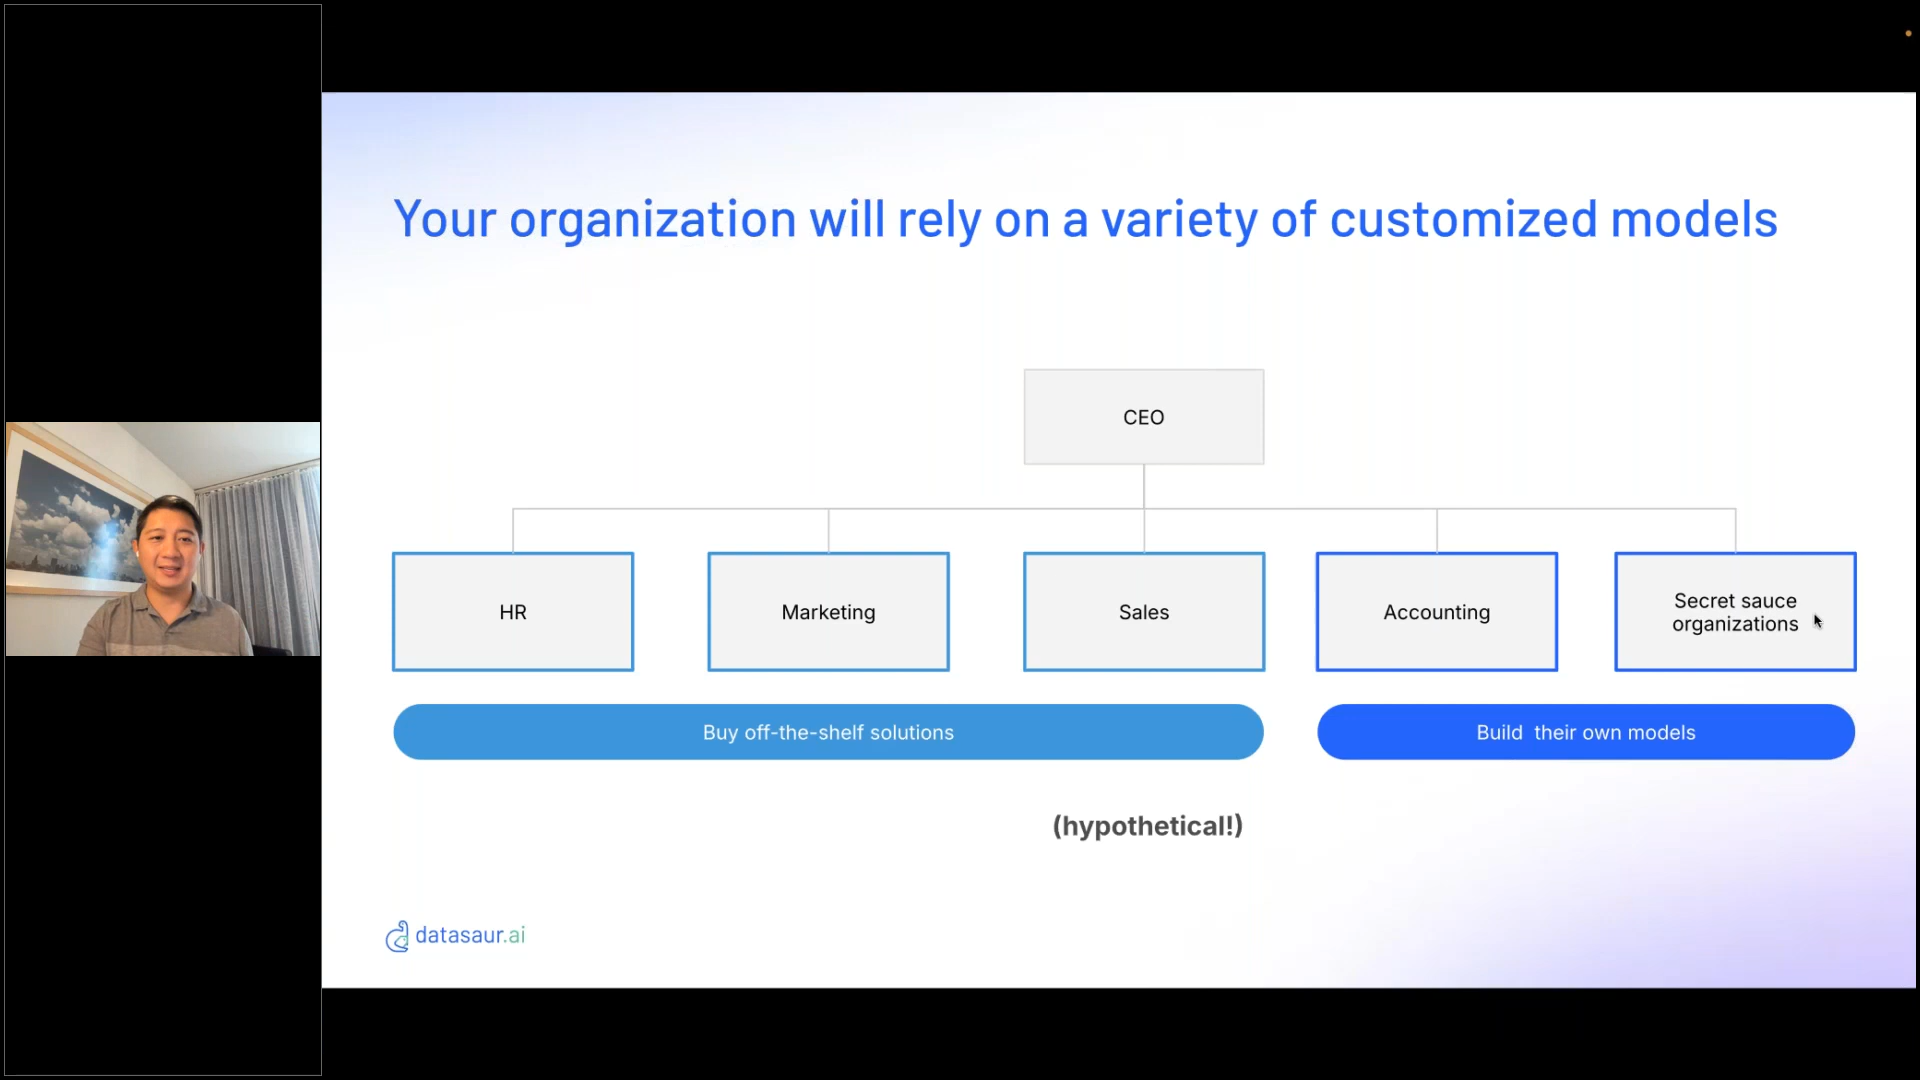 Your organization will rely on a variety of customized models
CEO
HR
Marketing
Sales
Accounting
Secret sauce
organizations
Buy off-the-shelf solutions
Build  their own models
(hypothetical!)
datasaur.ai